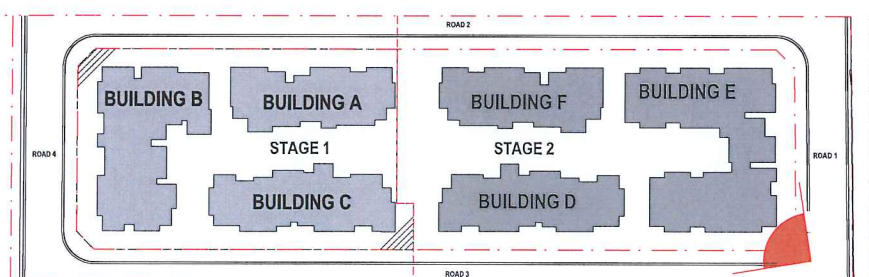 ROAD 2
BUILDING B
BUILDING A
BUILDING F
BUILDING E
STAGE 1
STAGE 2
ROAD 4
ROAD 1
BUILDING C
BUILDING D
ROAD 3